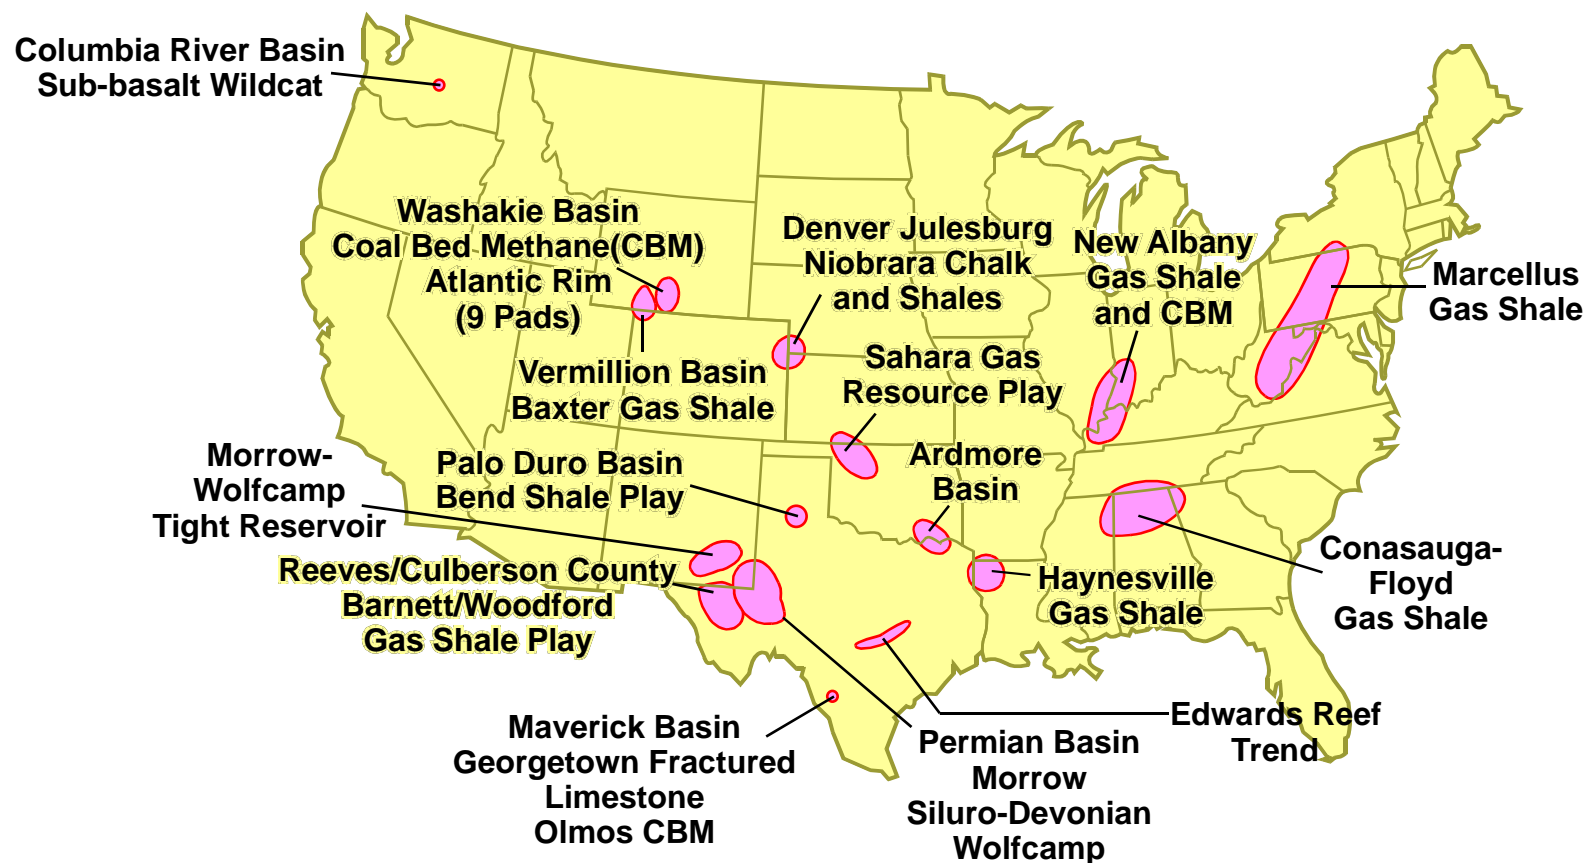 Columbia River Basin
Sub-basalt Wildcat
Washakie Basin
Coal Bed Methane(CBM)
Atlantic Rim
(9 Pads)
Denver Julesburg
Niobrara Chalk
and Shales
New Albany
Gas Shale
and CBM
Marcellus
Gas Shale
Vermillion Basin
Baxter Gas Shale
Sahara Gas
Resource Play
Morrow-
Wolfcamp
Tight Reservoir
Palo Duro Basin
Bend Shale Play
Ardmore
Basin
Reeves/Culberson County
Barnett/Woodford
Gas Shale Play
Haynesville
Gas Shale
Conasauga-
Floyd
Gas Shale
Maverick Basin
Georgetown Fractured
Limestone
Olmos CBM
Permian Basin
Morrow
Siluro-Devonian
Wolfcamp
Edwards Reef
Trend